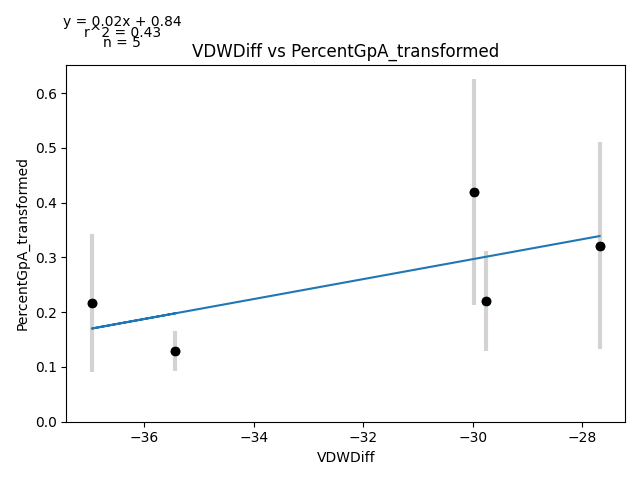 y = 0.02x + 0.84
r^2 = 0.43
n = 5
VDWDiff vs PercentGpA_transformed
0.6
0.5
0.4
0.3
0.2
0.1
0.0
PercentGpA_transformed
−36
−34
−32
−30
−28
VDWDiff